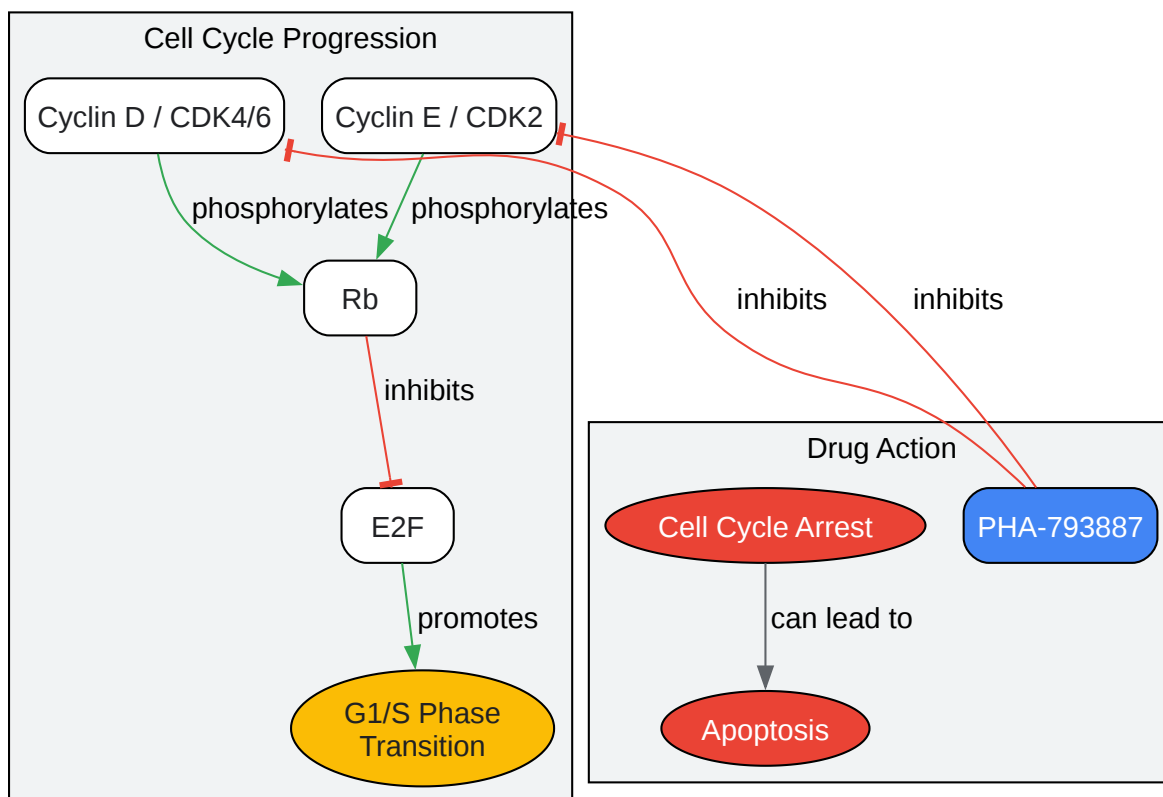 Cell Cycle Progression
Cyclin D / CDK4/6
Cyclin E / CDK2
phosphorylates
phosphorylates
Rb
inhibits
inhibits
inhibits
Drug Action
E2F
Cell Cycle Arrest
PHA-793887
promotes
can lead to
G1/S Phase
Transition
Apoptosis